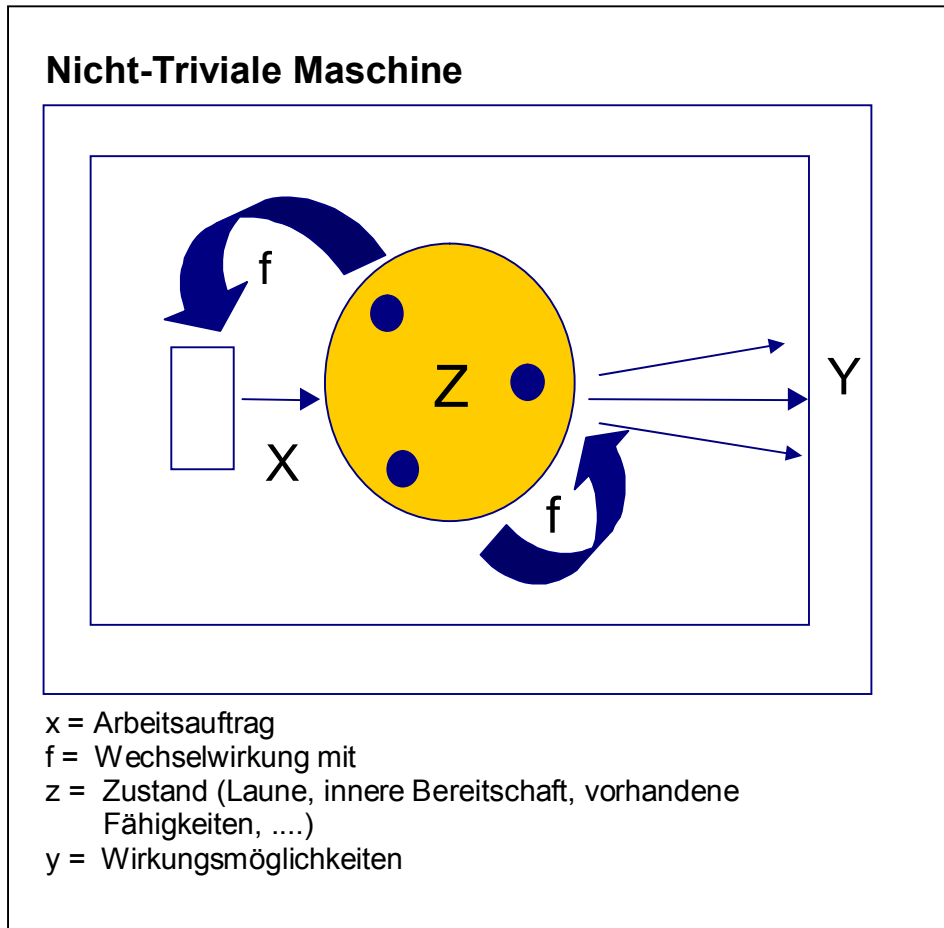 Nicht-Triviale Maschine
f
Z
Y
X
f
x = Arbeitsauftrag
f = Wechselwirkung mit
z = Zustand (Laune, innere Bereitschaft, vorhandene
Fähigkeiten, ....)
y = Wirkungsmöglichkeiten